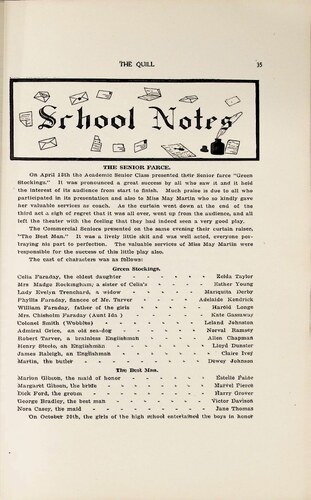 THE QUILL 35
School Notes
THE SENIOR FARCE.
On April 12th the Academic Senior Class presented their Senior farce "Green
Stockings." It was pronounced a great success by all who saw it and it held
the interest of its audience from start to finish. Much praise is due to all who
participated in its presentation and also to Miss May Martin who so kindly gave
her valuable services as coach. As the curtain went down at the end of the
third act a sigh of regret that it was all over, went up from the audience, and all
left the theater with the feeling that they had indeed seen a very good play.
The Commercial Seniors presented on the same evening their curtain raiser,
"The Best Man." It was a lively little skit and was well acted, everyone por-
traying his part to perfection. The valuable services of Miss May Martin were
responsible for the success of this little play also.
The cast of characters was as follows:
Green Stockings.
Celia Faraday, the oldest daughter - - - - - Zelda Taylor
Mrs Madge Rockingham, a sister of Celia's - - - - Esther Young
Lady Evelyn Trenchard, a widow - - - - - Mariquita Derby
Phyllis Faraday, fiancee of Mr. Tarver - - - - Adelaide Kendrick
William Faraday, father of the girls - - - - - Harold Lange
Mrs. Chisholm Faraday (Aunt Ida) - - - - - Kate Gassaway
Colonel Smith (Wobbles) - - - - - - Leland Johnston
Admiral Grice, an old sea-dog - - - - - Norval Ramsey
Robert Tarver, a brainless Englishman - - - - Allen Chapman
Henry Steele, an Englishman - - - - - Lloyd Dunster
James Raleigh, an Englishman - - - - - Claire Ivey
Martin, the butler - - - - - - Dewey Johnson
The Best Man.
Marion Gibson, the maid of honor - - - - - Estelle
Margaret Gibson, the bride - - - - - Marvel Pierce
Dick Ford, the groom - - - - - - Harry Grover
George Bradley, the best man - - - - - Victor Davison
Nora Casey, the maid - - - - - - Jane Thomas
On October 20th, the girls of the high school entertained the boys in honor